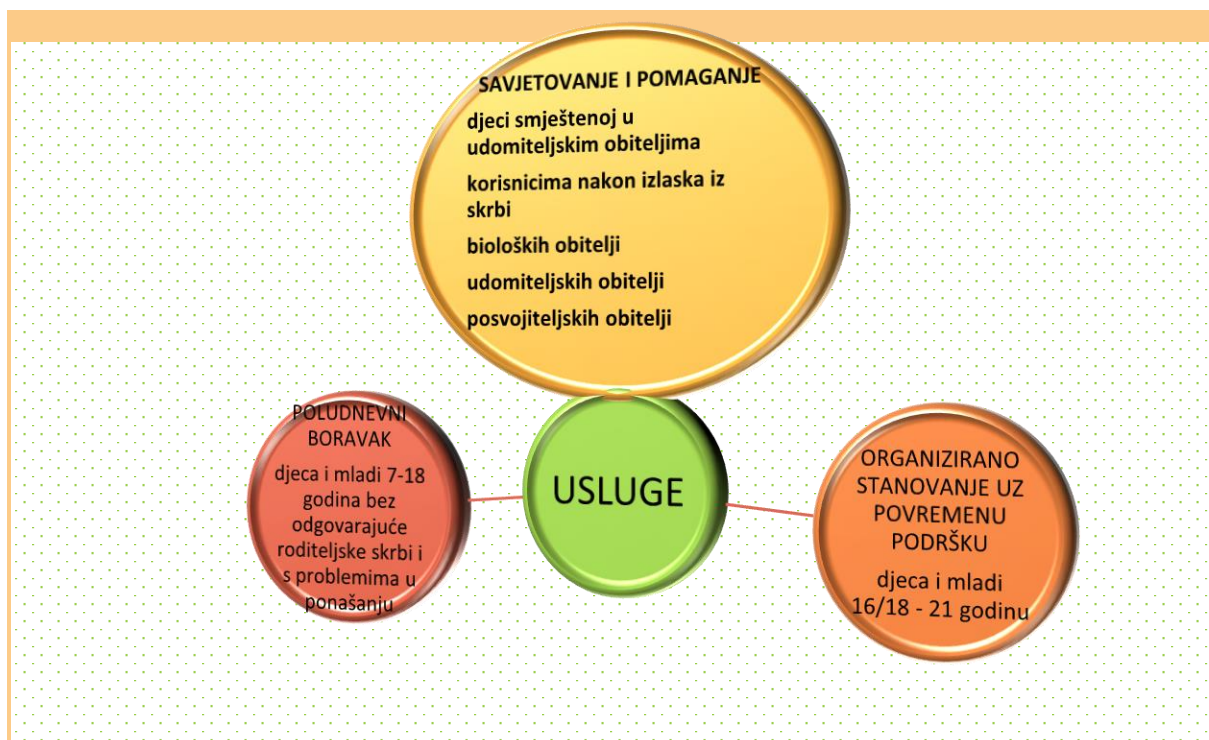 SAVJETOVANJE I POMAGANJE
djeci smještenoj u
udomiteljskim obiteljima
korisnicima nakon izlaska iz
skrbi
bioloških obitelji
udomiteljskih obitelji
posvojiteljskih obitelji
POLUDNEVNI
BORAVAK
djeca i mladi 7-18
godina bez
odgovarajuće
roditeljske skrbi i
s problemima u
ponašanju
USLUGE
ORGANIZIRANO
STANOVANJE UZ
POVREMENU
PODRŠKU
djeca i mladi
16/18 - 21 godinu